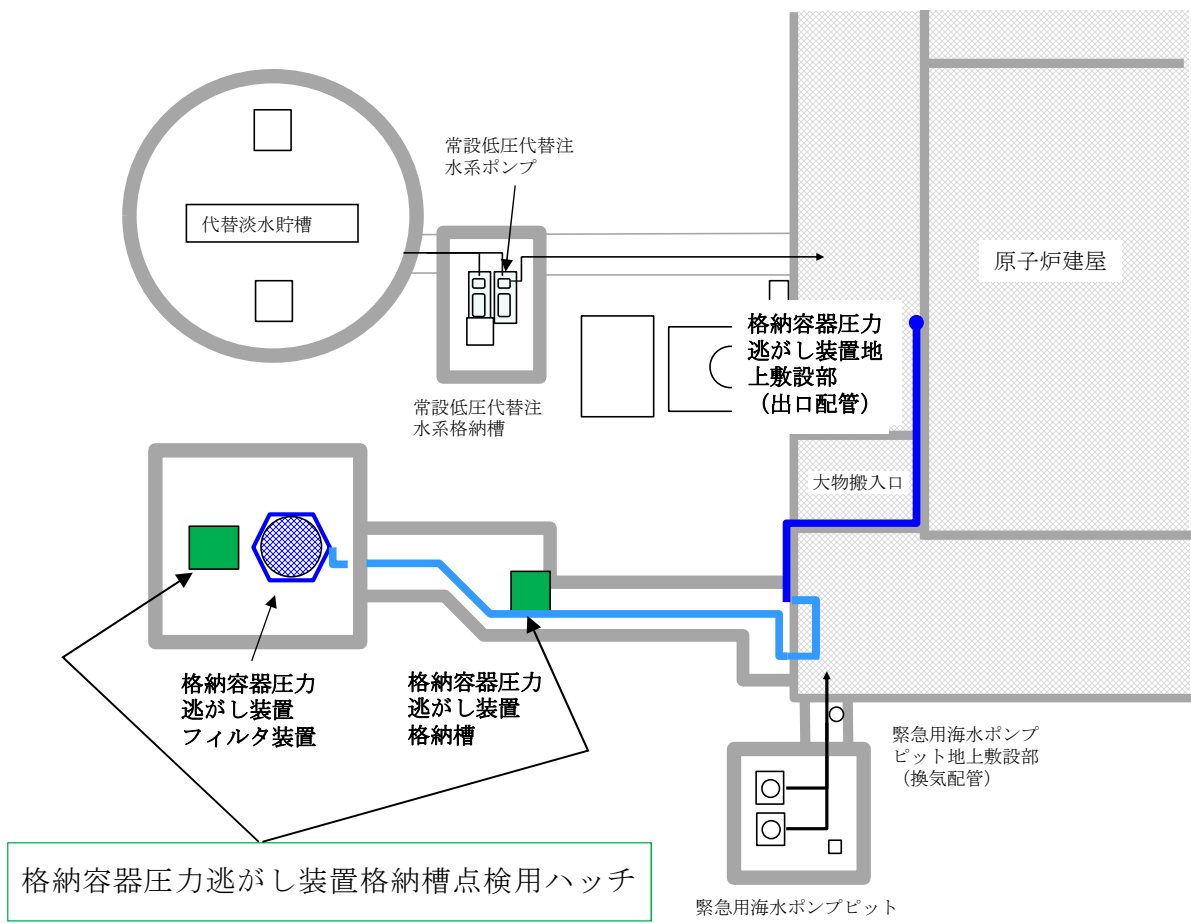 常設低圧代替注
水系ポンプ
代替淡水貯槽
原子炉建屋
格納容器圧力
逃がし装置地
上敷設部
（出口配管）
常設低圧代替注
水系格納槽
大物搬入口
格納容器圧力
逃がし装置
フィルタ装置
格納容器圧力
逃がし装置
格納槽
緊急用海水ポンプ
ピット地上敷設部
（換気配管）
格納容器圧力逃がし装置格納槽点検用ハッチ
緊急用海水ポンプピット